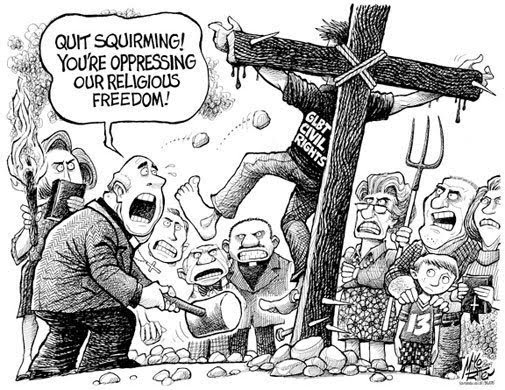 QUIT SQUIRMING!
YOU'RE OPPRESSING
OUR RELIGIOUS
FREEDOM!
GLBT
CIVIL
RIGHTS
13